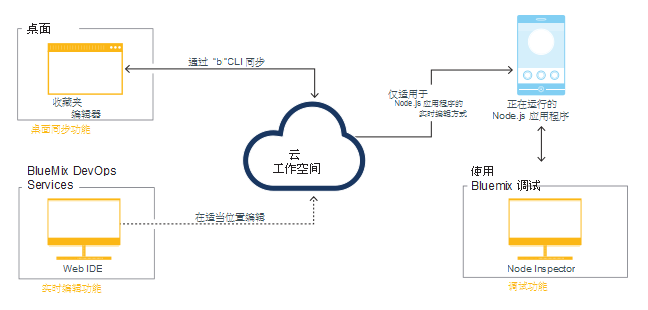 桌面
收藏夹
编辑器
桌面同步功能
通过 "b"CLI 同步
仅适用于
Node.js 应用程序的
实时编辑方式
正在运行的
Node.js 应用程序
云
工作空间
BlueMix DevOps
Services
Web IDE
实时编辑功能
在适当位置编辑
使用
Bluemix 调试
Node Inspector
调试功能